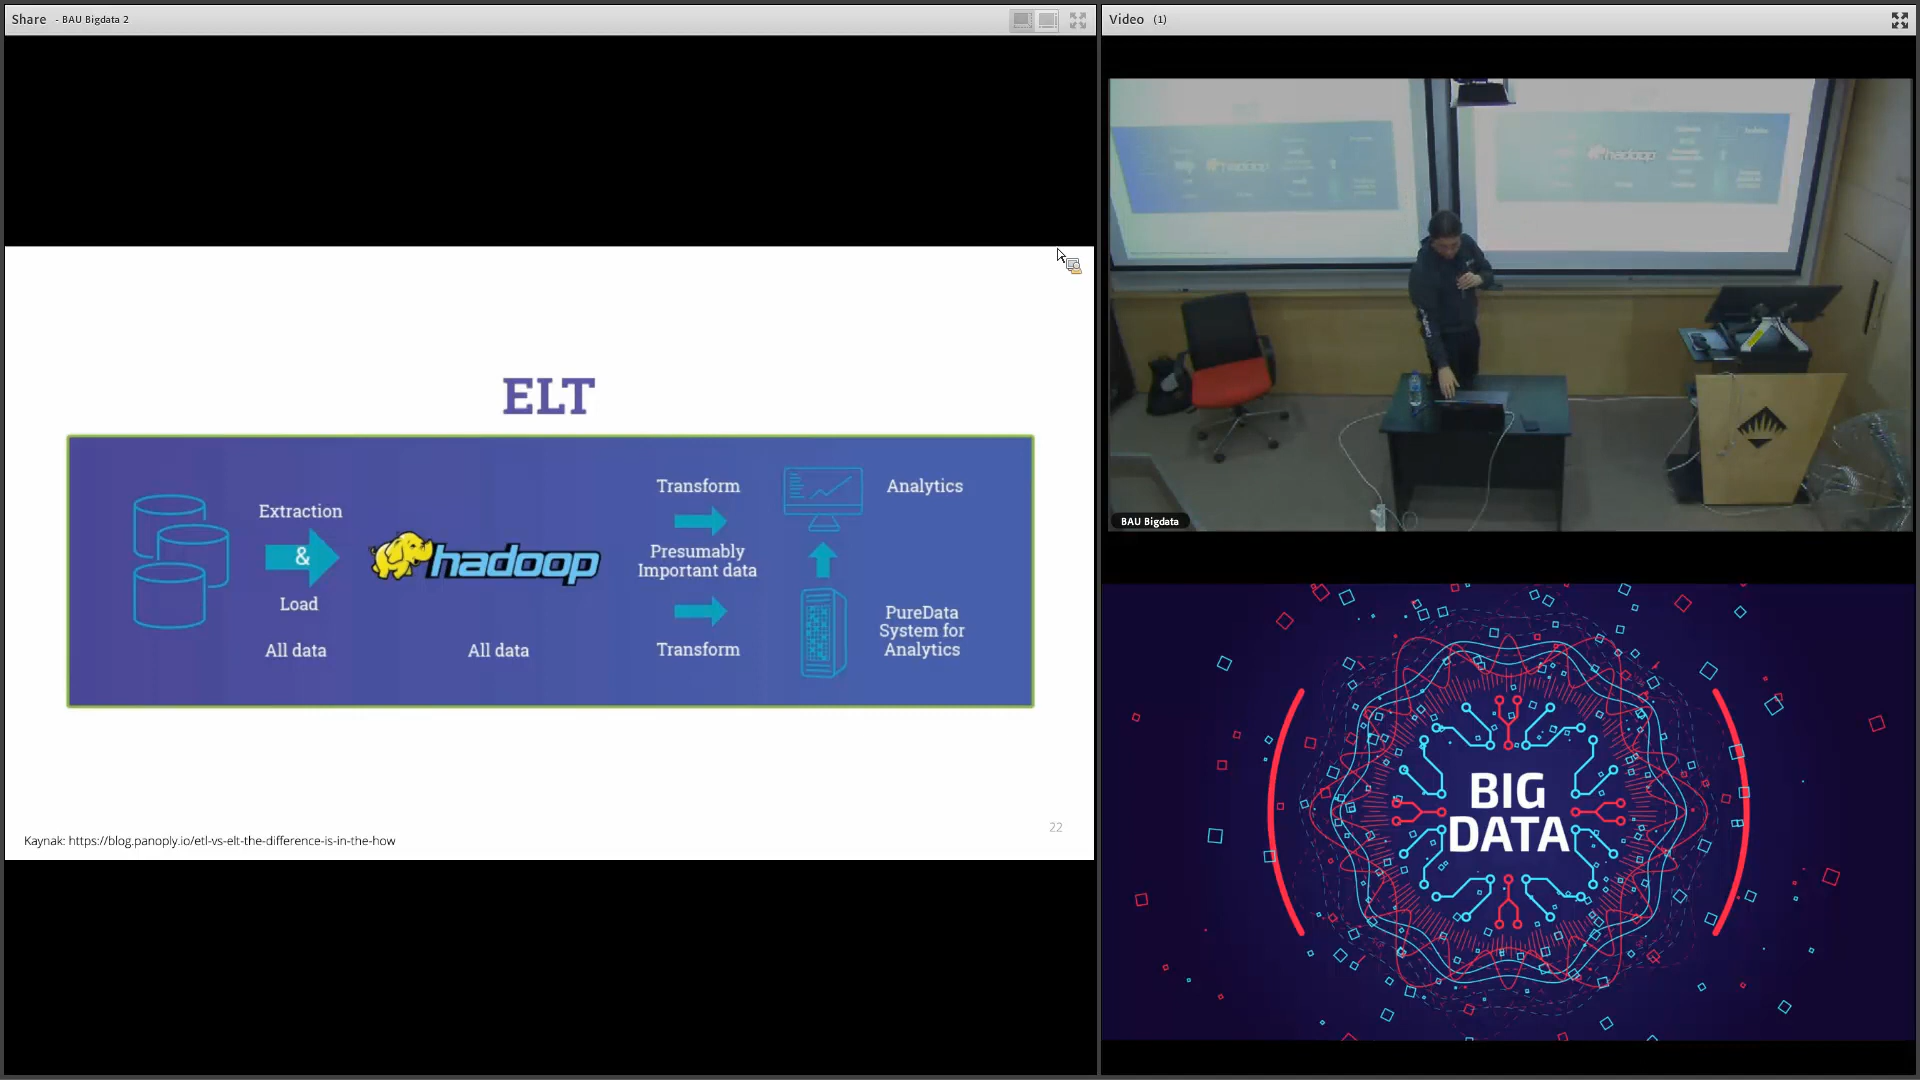 Share - BAU Bigdata 2
ELT
Extraction
&
Load
All data
hadoop
All data
Transform
Presumably
Important data
Transform
Analytics
PureData
System for
Analytics
22
Kaynak: https://blog.panoply.io/etl-vs-elt-the-difference-is-in-the-how
Video (1)
hadoop
hadoop
BAU Bigdata
BIG
DATA